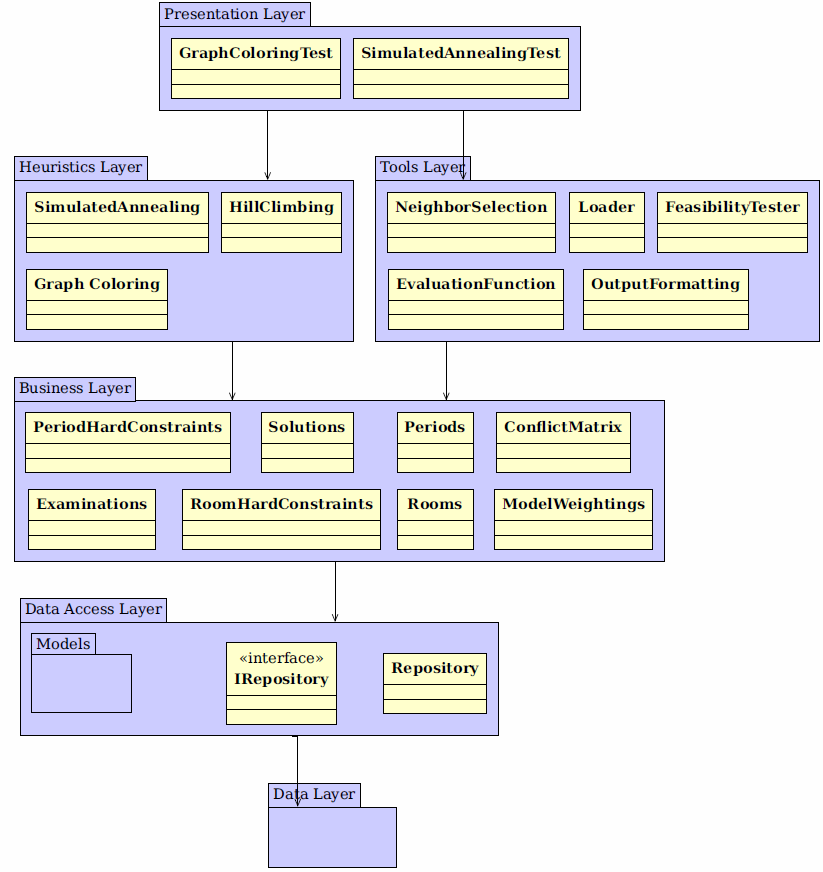 Presentation Layer
GraphColoringTest
SimulatedAnnealingTest
Heuristics Layer
SimulatedAnnealing
HillClimbing
Graph Coloring
Tools Layer
NeighborSelection
Loader
FeasibilityTester
EvaluationFunction
OutputFormatting
Business Layer
PeriodHardConstraints
Solutions
Periods
ConflictMatrix
Examinations
RoomHardConstraints
Rooms
ModelWeightings
Data Access Layer
Models
«interface»
IRepository
Repository
Data Layer